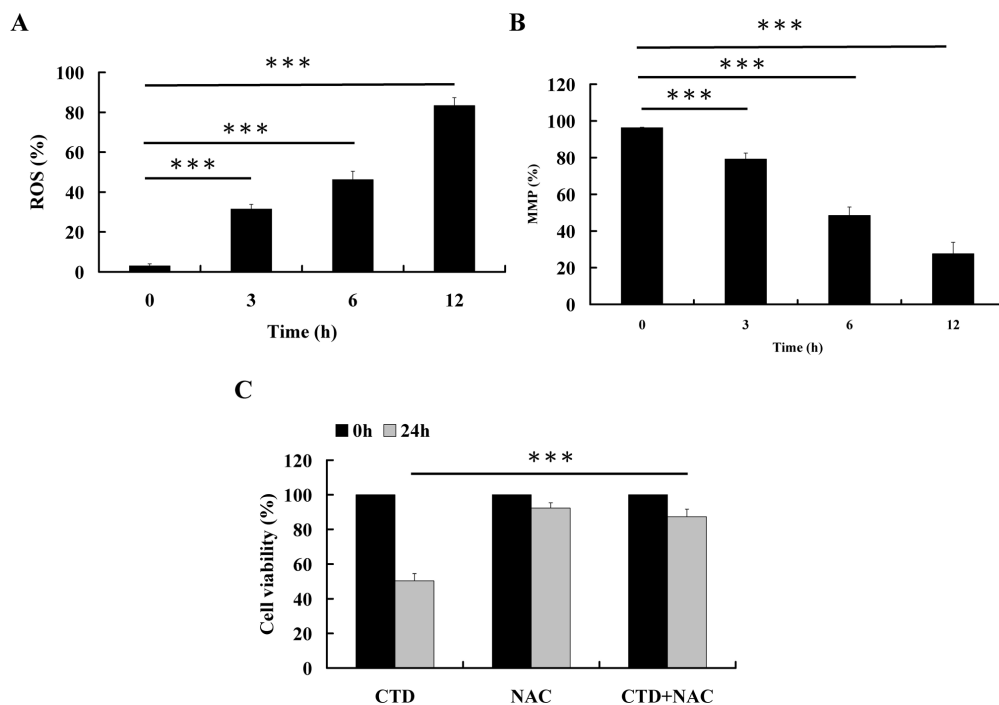 A
ROS (%)
100
80
60
40
20
0
***
***
***
0 3 6 12
Time (h)
B
MMP (%)
120
100
80
60
40
20
0
***
***
***
0 3 6 12
Time (h)
C
0h 24h
Cell viability (%)
120
100
80
60
40
20
0
***
CTD NAC CTD+NAC